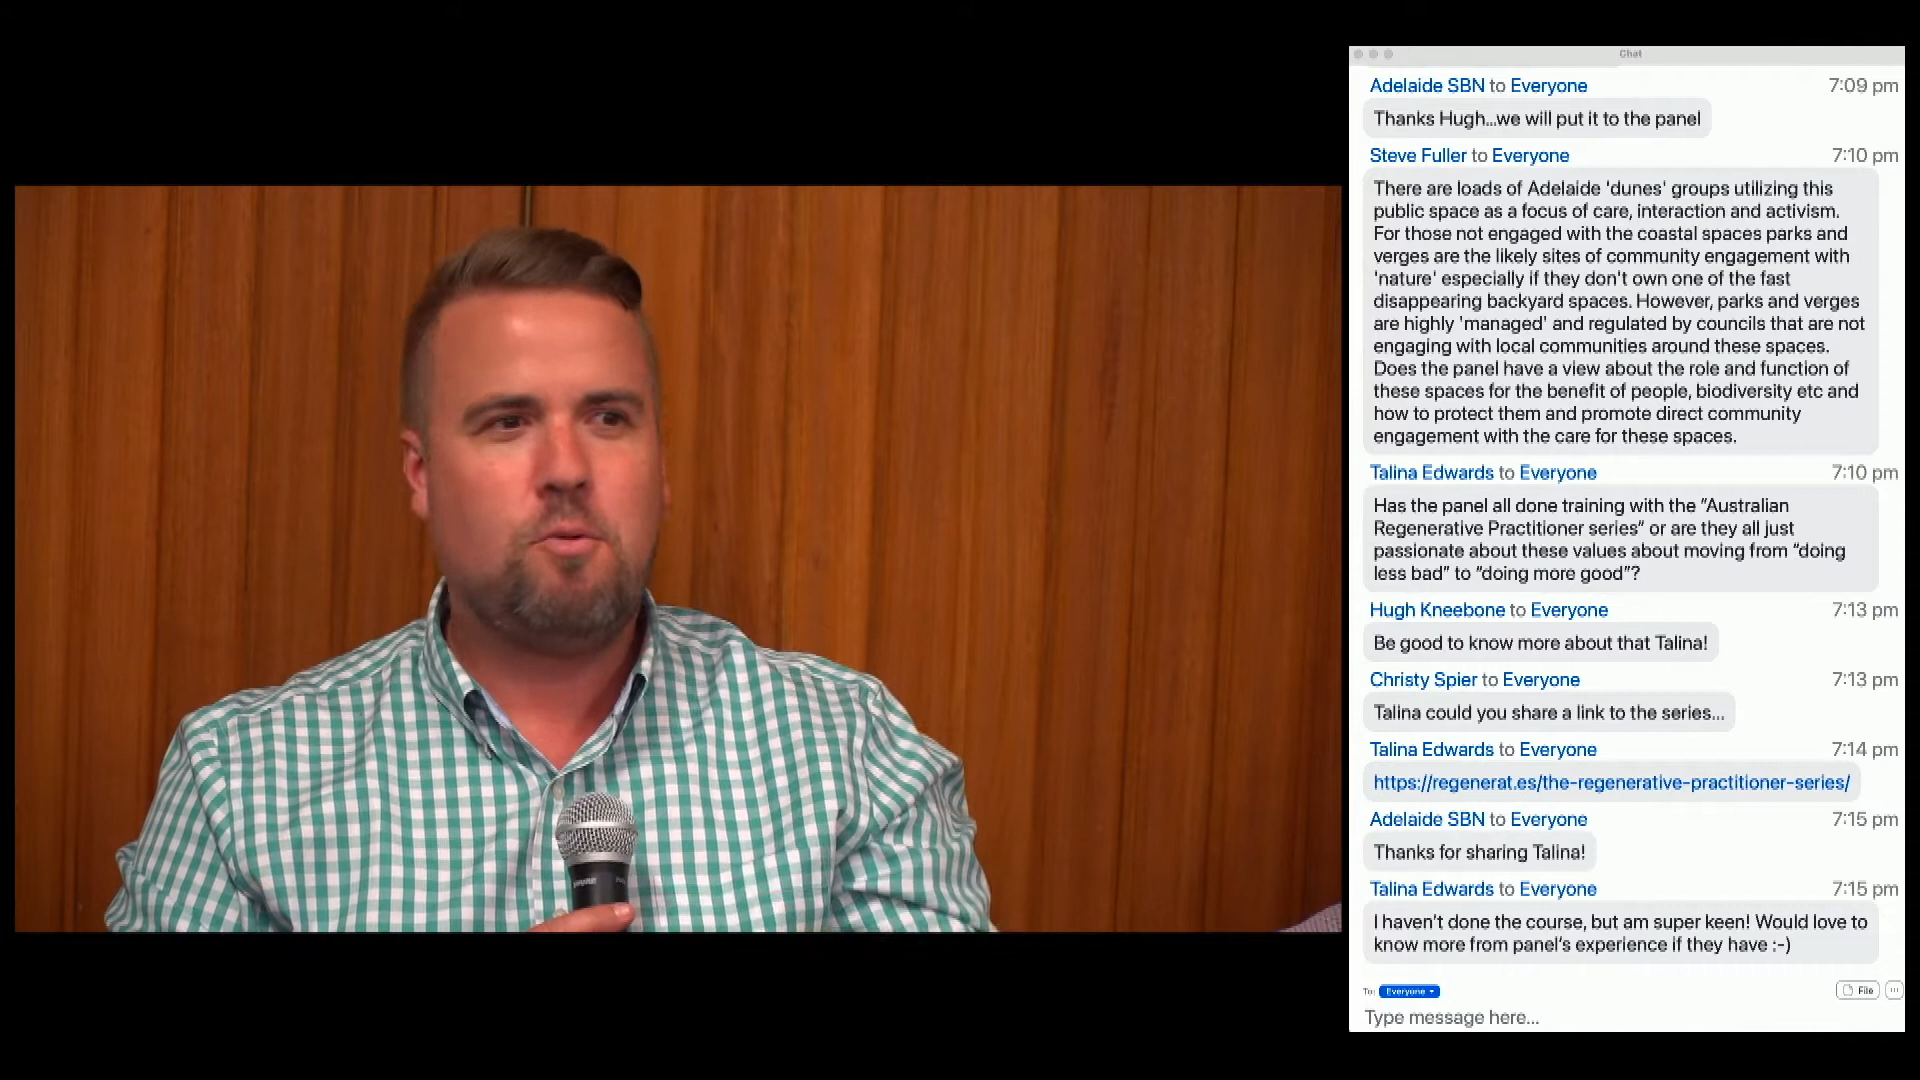 Chat
Adelaide SBN to Everyone 7:09 pm
Thanks Hugh...we will put it to the panel
Steve Fuller to Everyone 7:10 pm
There are loads of Adelaide 'dunes' groups utilizing this
public space as a focus of care, interaction and activism.
For those not engaged with the coastal spaces parks and
verges are the likely sites of community engagement with
'nature' especially if they don't own one of the fast
disappearing backyard spaces. However, parks and verges
are highly 'managed' and regulated by councils that are not
engaging with local communities around these spaces.
Does the panel have a view about the role and function of
these spaces for the benefit of people, biodiversity etc and
how to protect them and promote direct community
engagement with the care for these spaces.
Talina Edwards to Everyone 7:10 pm
Has the panel all done training with the “Australian
Regenerative Practitioner series” or are they all just
passionate about these values about moving from “doing
less bad” to “doing more good”?
Hugh Kneebone to Everyone 7:13 pm
Be good to know more about that Talina!
Christy Spier to Everyone 7:13 pm
Talina could you share a link to the series...
Talina Edwards to Everyone 7:14 pm
https://regenerat.es/the-regenerative-practitioner-series/
Adelaide SBN to Everyone 7:15 pm
Thanks for sharing Talina!
Talina Edwards to Everyone 7:15 pm
I haven’t done the course, but am super keen! Would love to
know more from panel’s experience if they have :-)
To: Everyone File ...
Type message here...